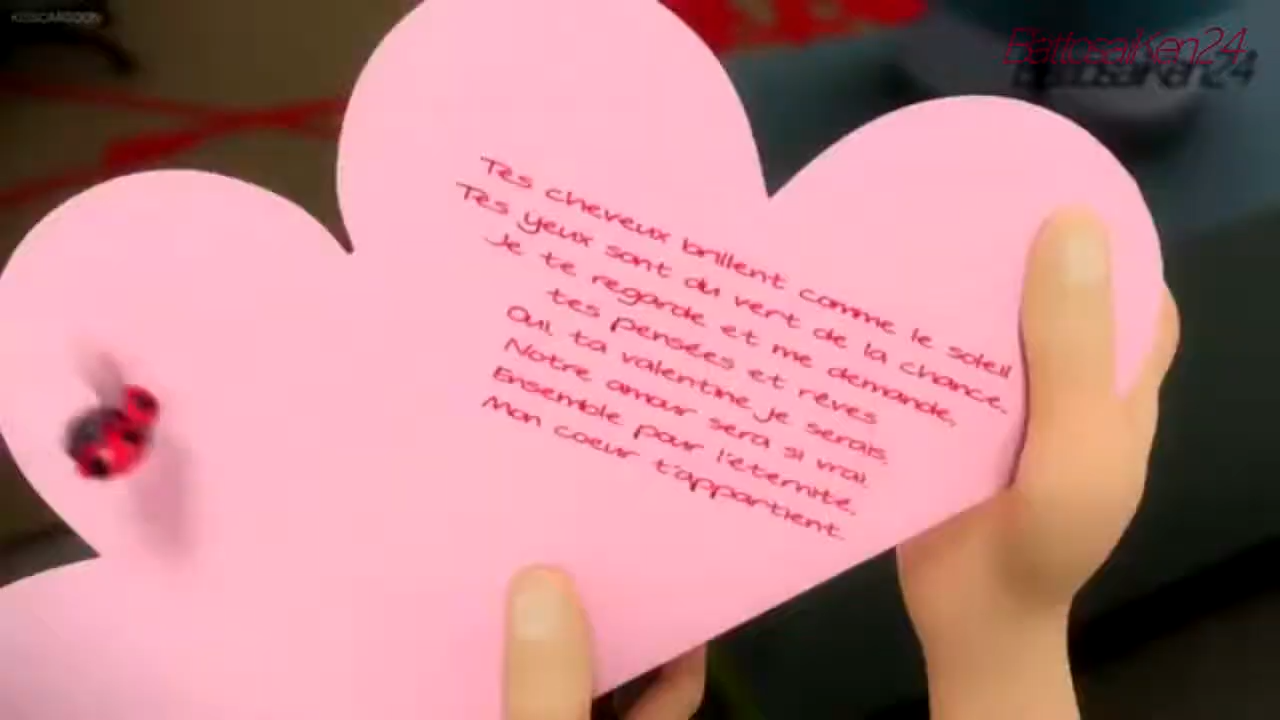 BattosaiKen24
Tes cheveux brillent comme le soleil
Tes yeux sont du vert de la chance.
Je te regarde et me demande,
tes pensées et rêves
Oui, ta valentine je serais.
Notre amour sera si vrai.
Ensemble pour l'éternité.
Mon coeur t'appartient.